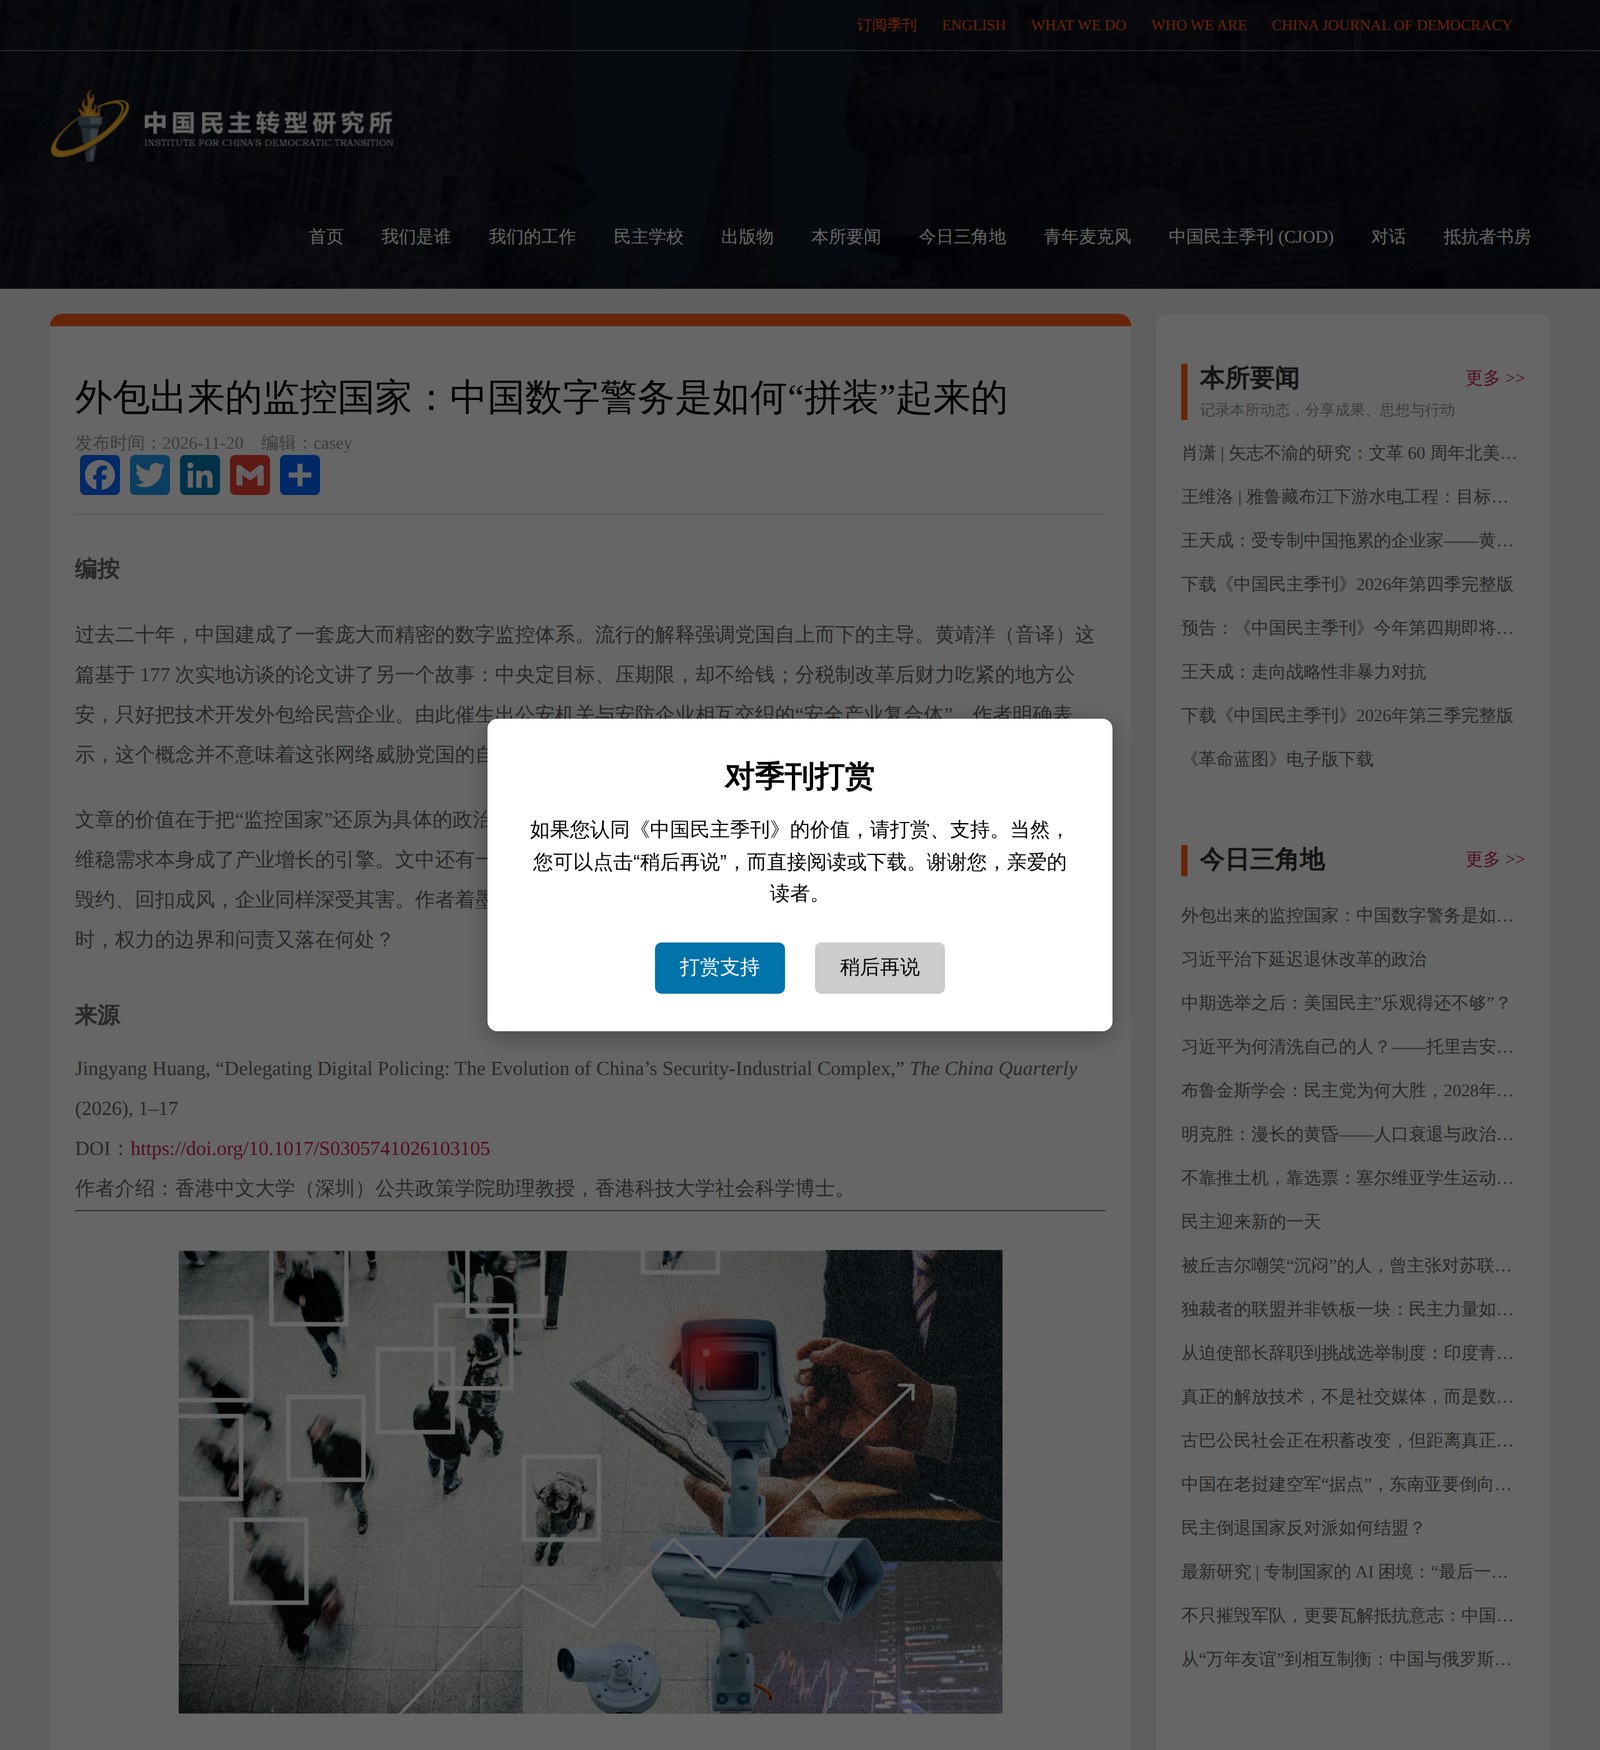 订阅季刊 ENGLISH WHAT WE DO WHO WE ARE CHINA JOURNAL OF DEMOCRACY
中国民主转型研究所
INSTITUTE FOR CHINA'S DEMOCRATIC TRANSITION
首页 我们是谁 我们的工作 民主学校 出版物 本所要闻 今日三角地 青年麦克风 中国民主季刊 (CJOD) 对话 抵抗者书房
外包出来的监控国家：中国数字警务是如何“拼装”起来的
发布时间：2026-11-20 编辑：casey
编按
过去二十年，中国建成了一套庞大而精密的数字监控体系。流行的解释强调党国自上而下的主导。黄靖洋（音译）这
篇基于 177 次实地访谈的论文讲了另一个故事：中央定目标、压期限，却不给钱；分税制改革后财力吃紧的地方公
安，只好把技术开发外包给民营企业。由此催生出公安机关与安防企业相互交织的“安全产业复合体”。作者明确表
示，这个概念并不意味着这张网络威胁党国的自
文章的价值在于把“监控国家”还原为具体的政治
维稳需求本身成了产业增长的引擎。文中还有一
毁约、回扣成风，企业同样深受其害。作者着墨
时，权力的边界和问责又落在何处？
来源
Jingyang Huang, “Delegating Digital Policing: The Evolution of China’s Security-Industrial Complex,” The China Quarterly
(2026), 1–17
DOI：https://doi.org/10.1017/S0305741026103105
作者介绍：香港中文大学（深圳）公共政策学院助理教授，香港科技大学社会科学博士。
对季刊打赏
如果您认同《中国民主季刊》的价值，请打赏、支持。当然，
您可以点击“稍后再说”，而直接阅读或下载。谢谢您，亲爱的
读者。
打赏支持 稍后再说
本所要闻 更多 >>
记录本所动态，分享成果、思想与行动
肖潇 | 矢志不渝的研究：文革 60 周年北美…
王维洛 | 雅鲁藏布江下游水电工程：目标…
王天成：受专制中国拖累的企业家——黄…
下载《中国民主季刊》2026年第四季完整版
预告：《中国民主季刊》今年第四期即将…
王天成：走向战略性非暴力对抗
下载《中国民主季刊》2026年第三季完整版
《革命蓝图》电子版下载
今日三角地 更多 >>
外包出来的监控国家：中国数字警务是如…
习近平治下延迟退休改革的政治
中期选举之后：美国民主”乐观得还不够”？
习近平为何清洗自己的人？——托里吉安…
布鲁金斯学会：民主党为何大胜，2028年…
明克胜：漫长的黄昏——人口衰退与政治…
不靠推土机，靠选票：塞尔维亚学生运动…
民主迎来新的一天
被丘吉尔嘲笑“沉闷”的人，曾主张对苏联…
独裁者的联盟并非铁板一块：民主力量如…
从迫使部长辞职到挑战选举制度：印度青…
真正的解放技术，不是社交媒体，而是数…
古巴公民社会正在积蓄改变，但距离真正…
中国在老挝建空军“据点”，东南亚要倒向…
民主倒退国家反对派如何结盟？
最新研究 | 专制国家的 AI 困境：“最后一…
不只摧毁军队，更要瓦解抵抗意志：中国…
从“万年友谊”到相互制衡：中国与俄罗斯…